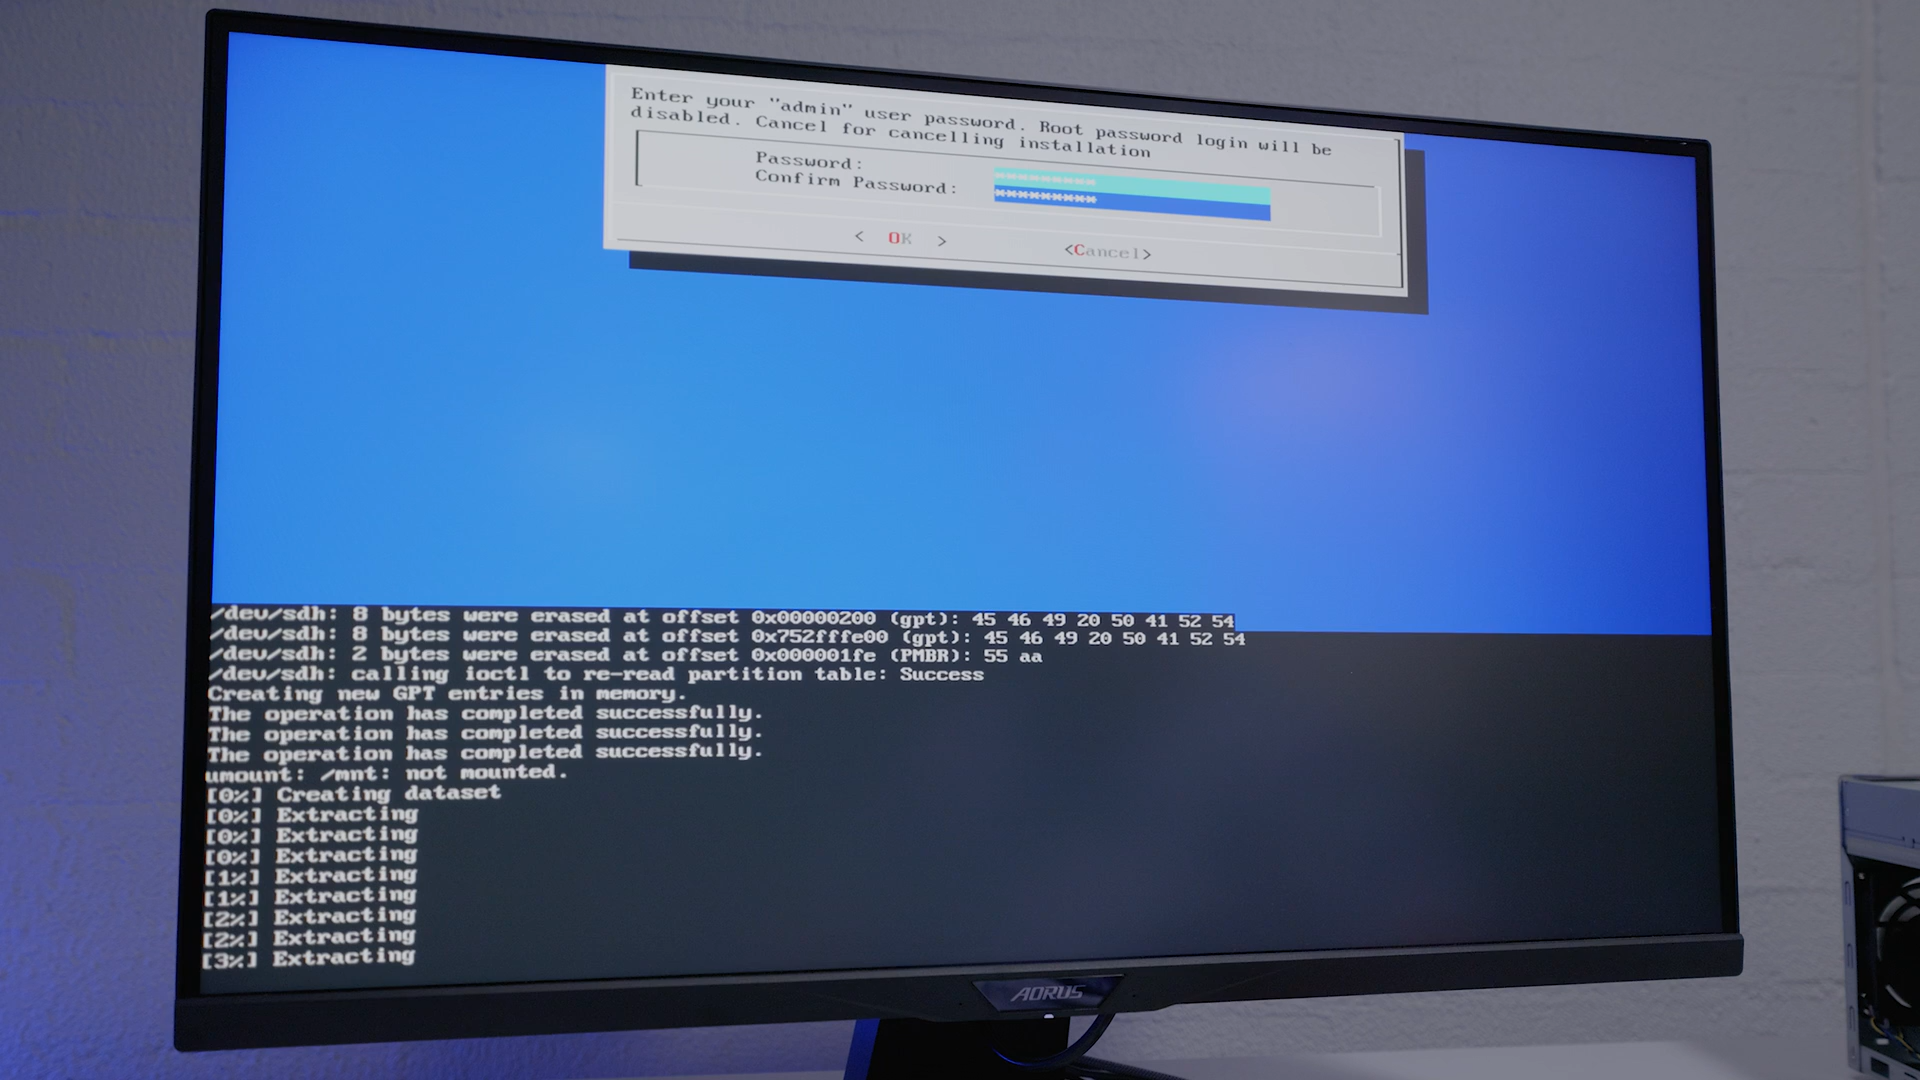 Enter your "admin" user password. Root password login will be
disabled. Cancel for cancelling installation
Password: **********
Confirm Password: **********
< OK > <Cancel>
/dev/sdh: 8 bytes were erased at offset 0x00000200 (gpt): 45 46 49 20 50 41 52 54
/dev/sdh: 8 bytes were erased at offset 0x752fffe00 (gpt): 45 46 49 20 50 41 52 54
/dev/sdh: 2 bytes were erased at offset 0x000001fe (PMBR): 55 aa
/dev/sdh: calling ioctl to re-read partition table: Success
Creating new GPT entries in memory.
The operation has completed successfully.
The operation has completed successfully.
The operation has completed successfully.
umount: /mnt: not mounted.
[0%] Creating dataset
[0%] Extracting
[0%] Extracting
[0%] Extracting
[1%] Extracting
[1%] Extracting
[2%] Extracting
[2%] Extracting
[3%] Extracting
AORUS